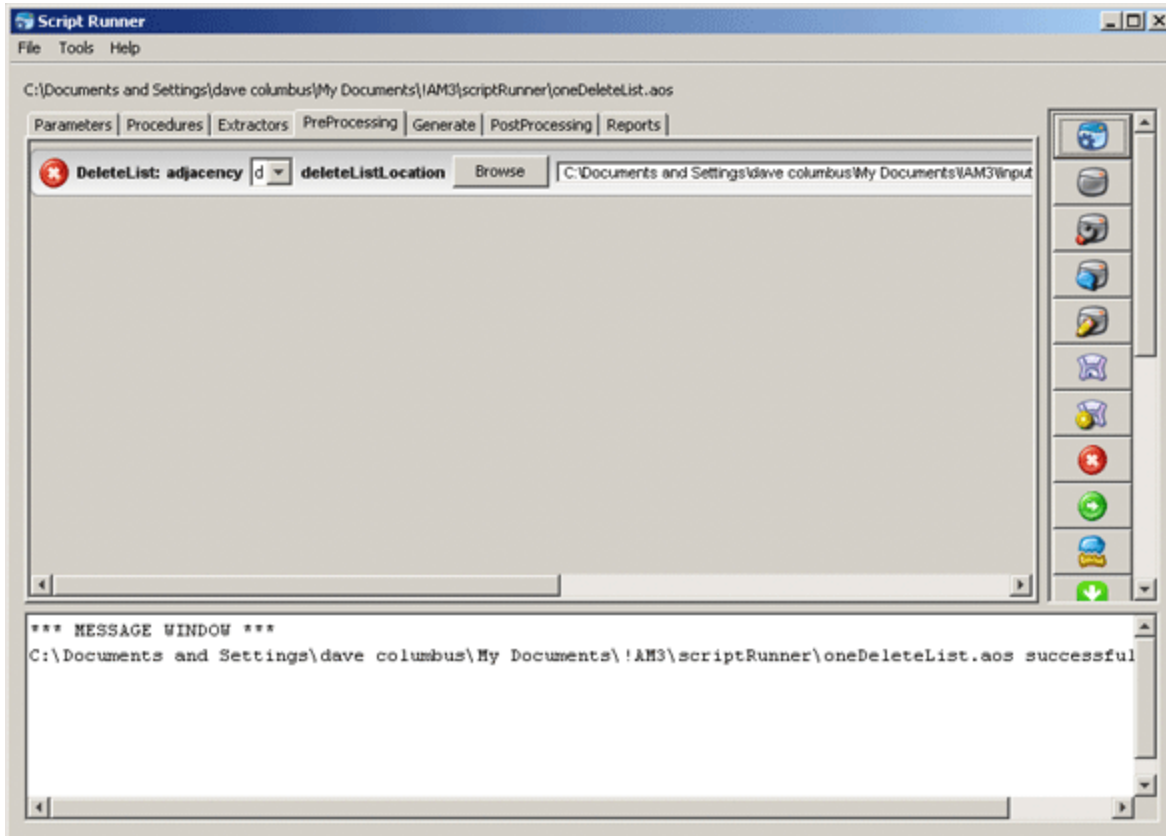 Script Runner
File Tools Help
C:\Documents and Settings\dave columbus\My Documents\!AM3\scriptRunner\oneDeleteList.aos
Parameters Procedures Extractors PreProcessing Generate PostProcessing Reports
DeleteList: adjacency d deleteListLocation Browse C:\Documents and Settings\dave columbus\My Documents\!AM3\input
*** MESSAGE WINDOW ***
C:\Documents and Settings\dave columbus\My Documents\!AM3\scriptRunner\oneDeleteList.aos successful